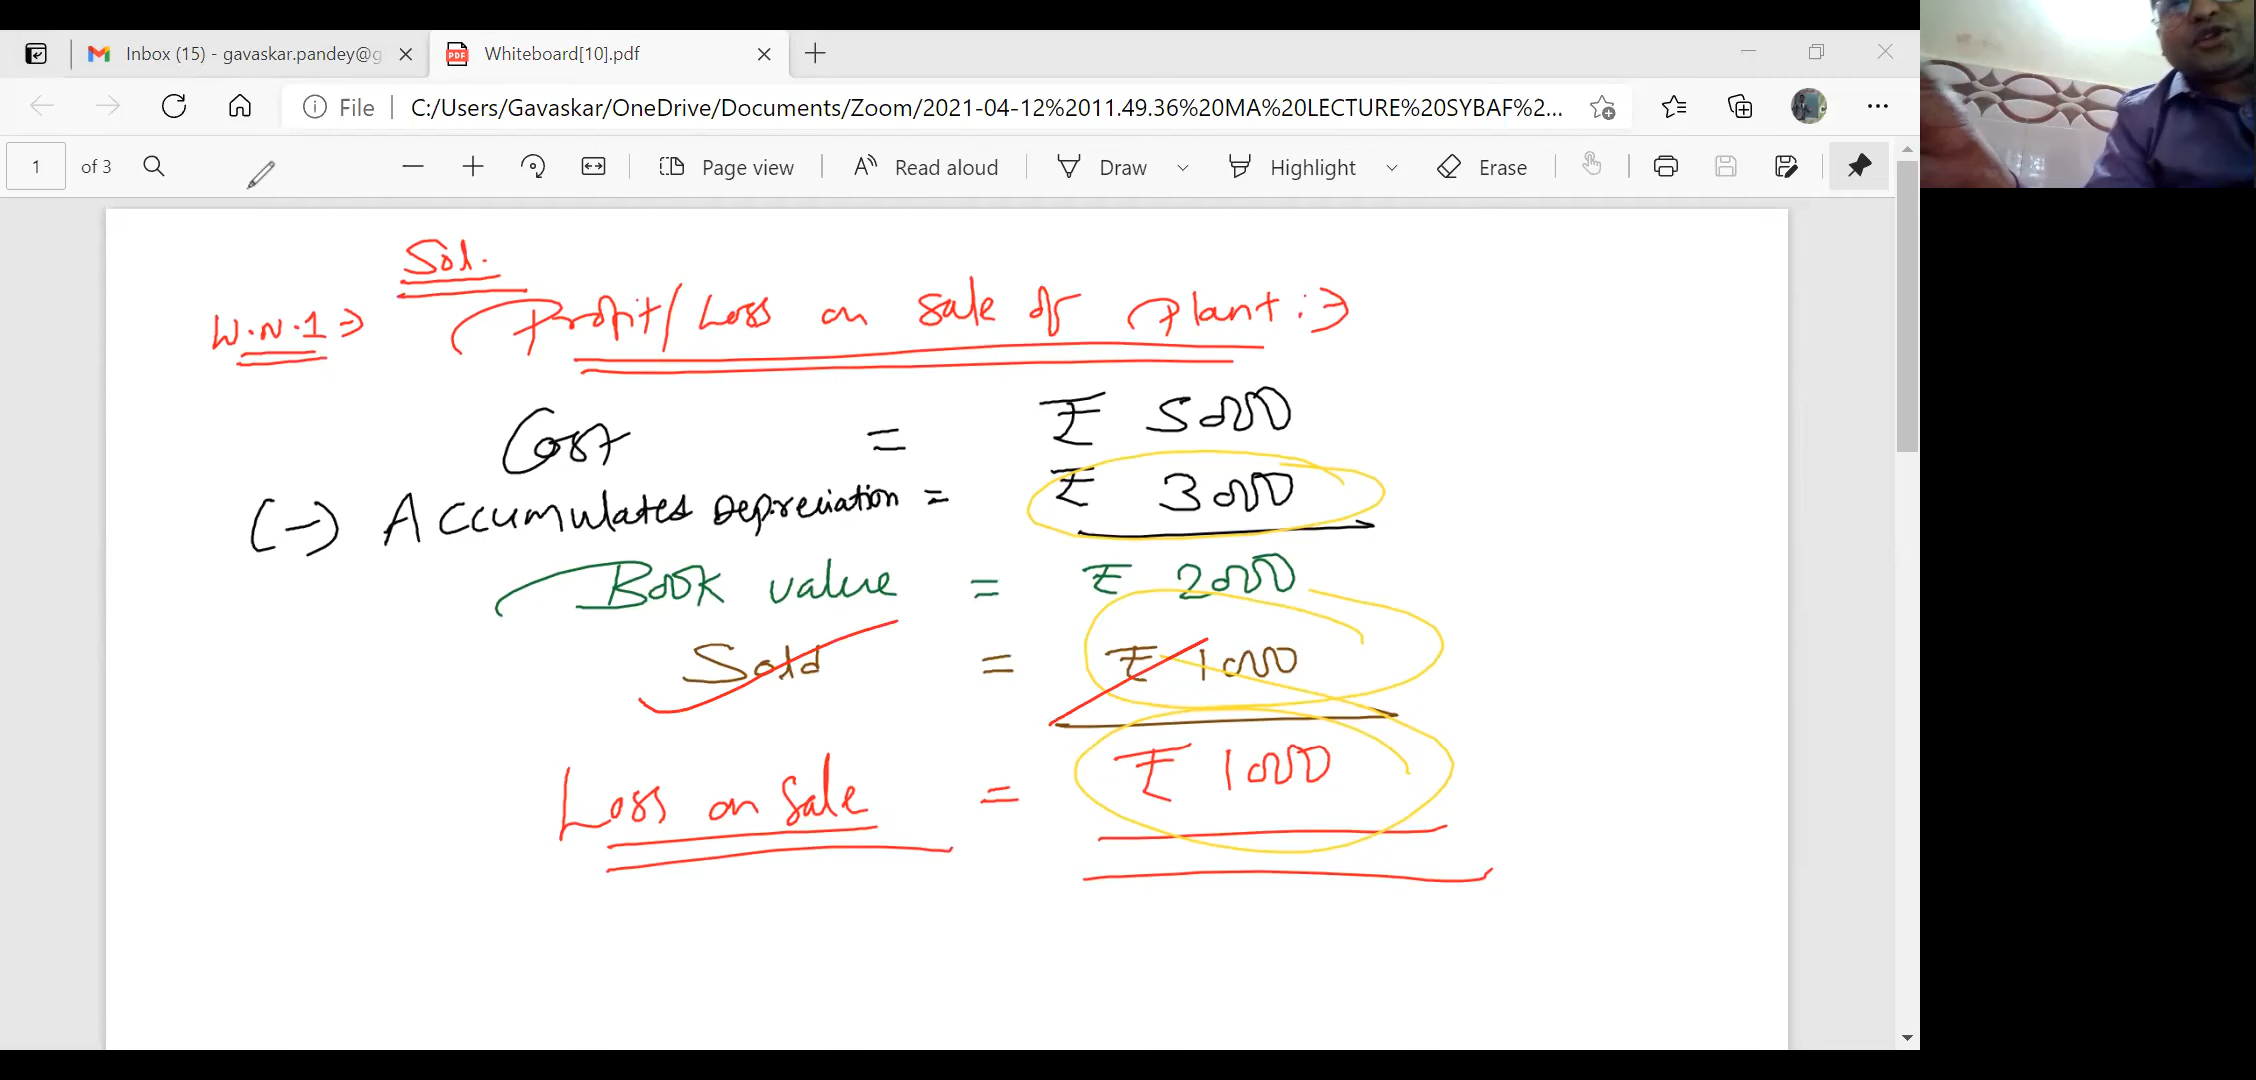 Inbox (15) - gavaskar.pandey@g
Whiteboard[10].pdf
File
C:/Users/Gavaskar/OneDrive/Documents/Zoom/2021-04-12%2011.49.36%20MA%20LECTURE%20SYBAF%2...
1 of 3
Page view
Read aloud
Draw
Highlight
Erase
Sol.
W.N.1⇒ Profit/Loss on sale of Plant:⇒
Cost = ₹ 5000
(-) Accumulated Depreciation = ₹ 3000
Book value = ₹ 2000
Sold = ₹ 1000
Loss on sale = ₹ 1000